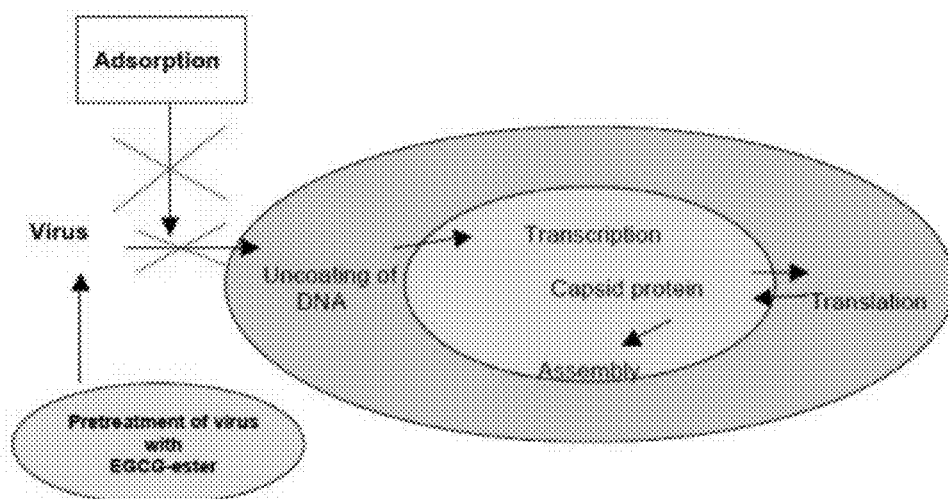 Adsorption
Virus
Transcription
Uncoating of
DNA
Capsid protein
Translation
Assembly
Pretreatment of virus
with
EGCG-ester